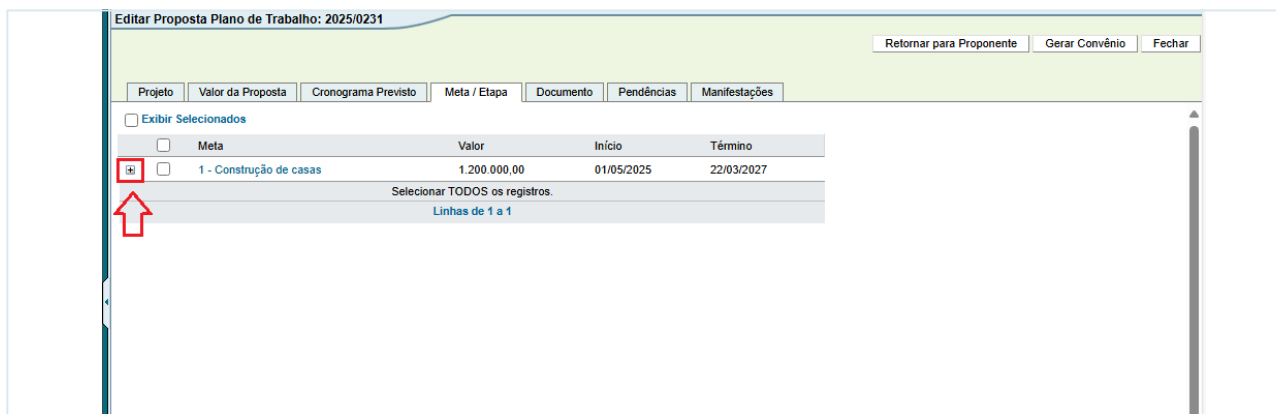 Editar Proposta Plano de Trabalho: 2025/0231
Retornar para Proponente Gerar Convênio Fechar
Projeto Valor da Proposta Cronograma Previsto Meta / Etapa Documento Pendências Manifestações
Exibir Selecionados
Meta Valor Início Término
1 - Construção de casas 1.200.000,00 01/05/2025 22/03/2027
Selecionar TODOS os registros.
Linhas de 1 a 1